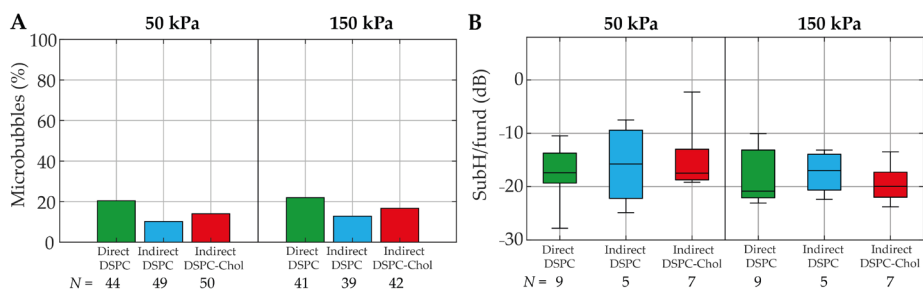 A
50 kPa
150 kPa
Microbubbles (%)
100
80
60
40
20
0
Direct DSPC
Indirect DSPC
Indirect DSPC-Chol
Direct DSPC
Indirect DSPC
Indirect DSPC-Chol
N = 44 49 50 41 39 42
B
50 kPa
150 kPa
SubH/fund (dB)
0
-10
-20
-30
Direct DSPC
Indirect DSPC
Indirect DSPC-Chol
Direct DSPC
Indirect DSPC
Indirect DSPC-Chol
N = 9 5 7 9 5 7